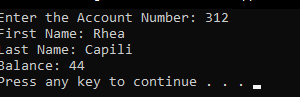 Enter the Account Number: 312
First Name: Rhea
Last Name: Capili
Balance: 44
Press any key to continue . . .